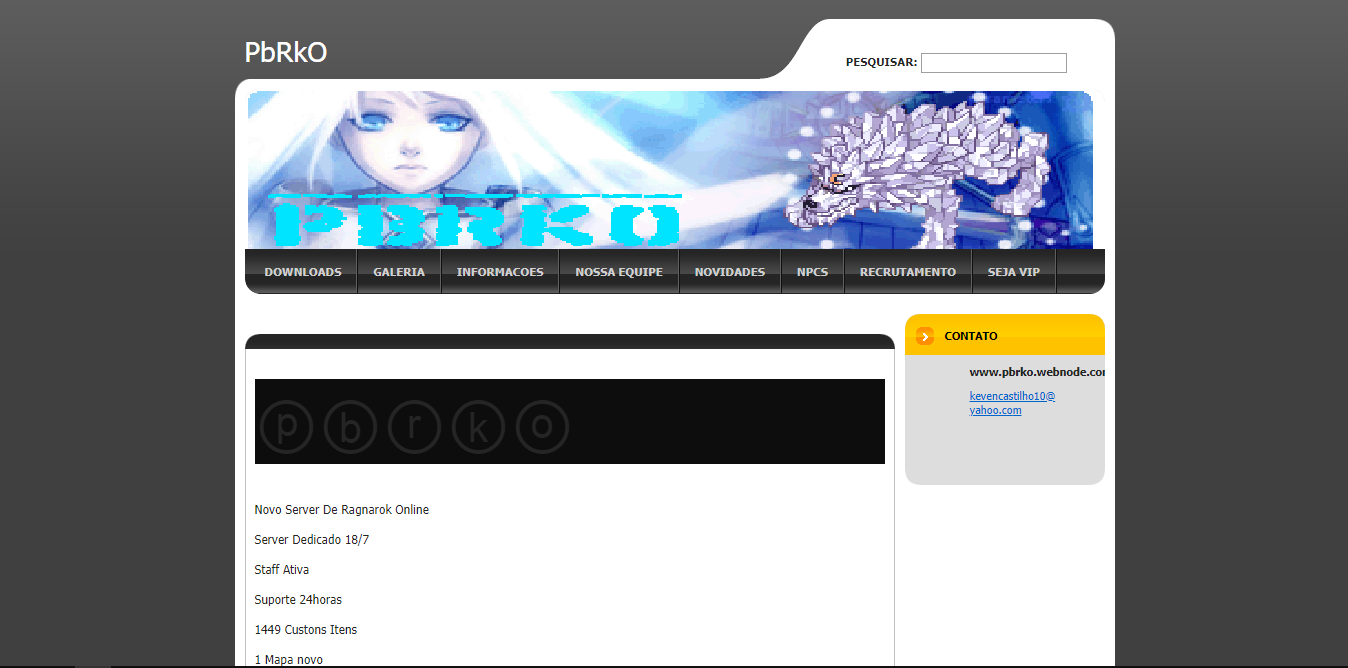 PbRkO
PESQUISAR:
PBRKO
DOWNLOADS GALERIA INFORMACOES NOSSA EQUIPE NOVIDADES NPCS RECRUTAMENTO SEJA VIP
CONTATO
www.pbrko.webnode.com
kevencastilho10@
yahoo.com
pbrko
Novo Server De Ragnarok Online
Server Dedicado 18/7
Staff Ativa
Suporte 24horas
1449 Custons Itens
1 Mapa novo